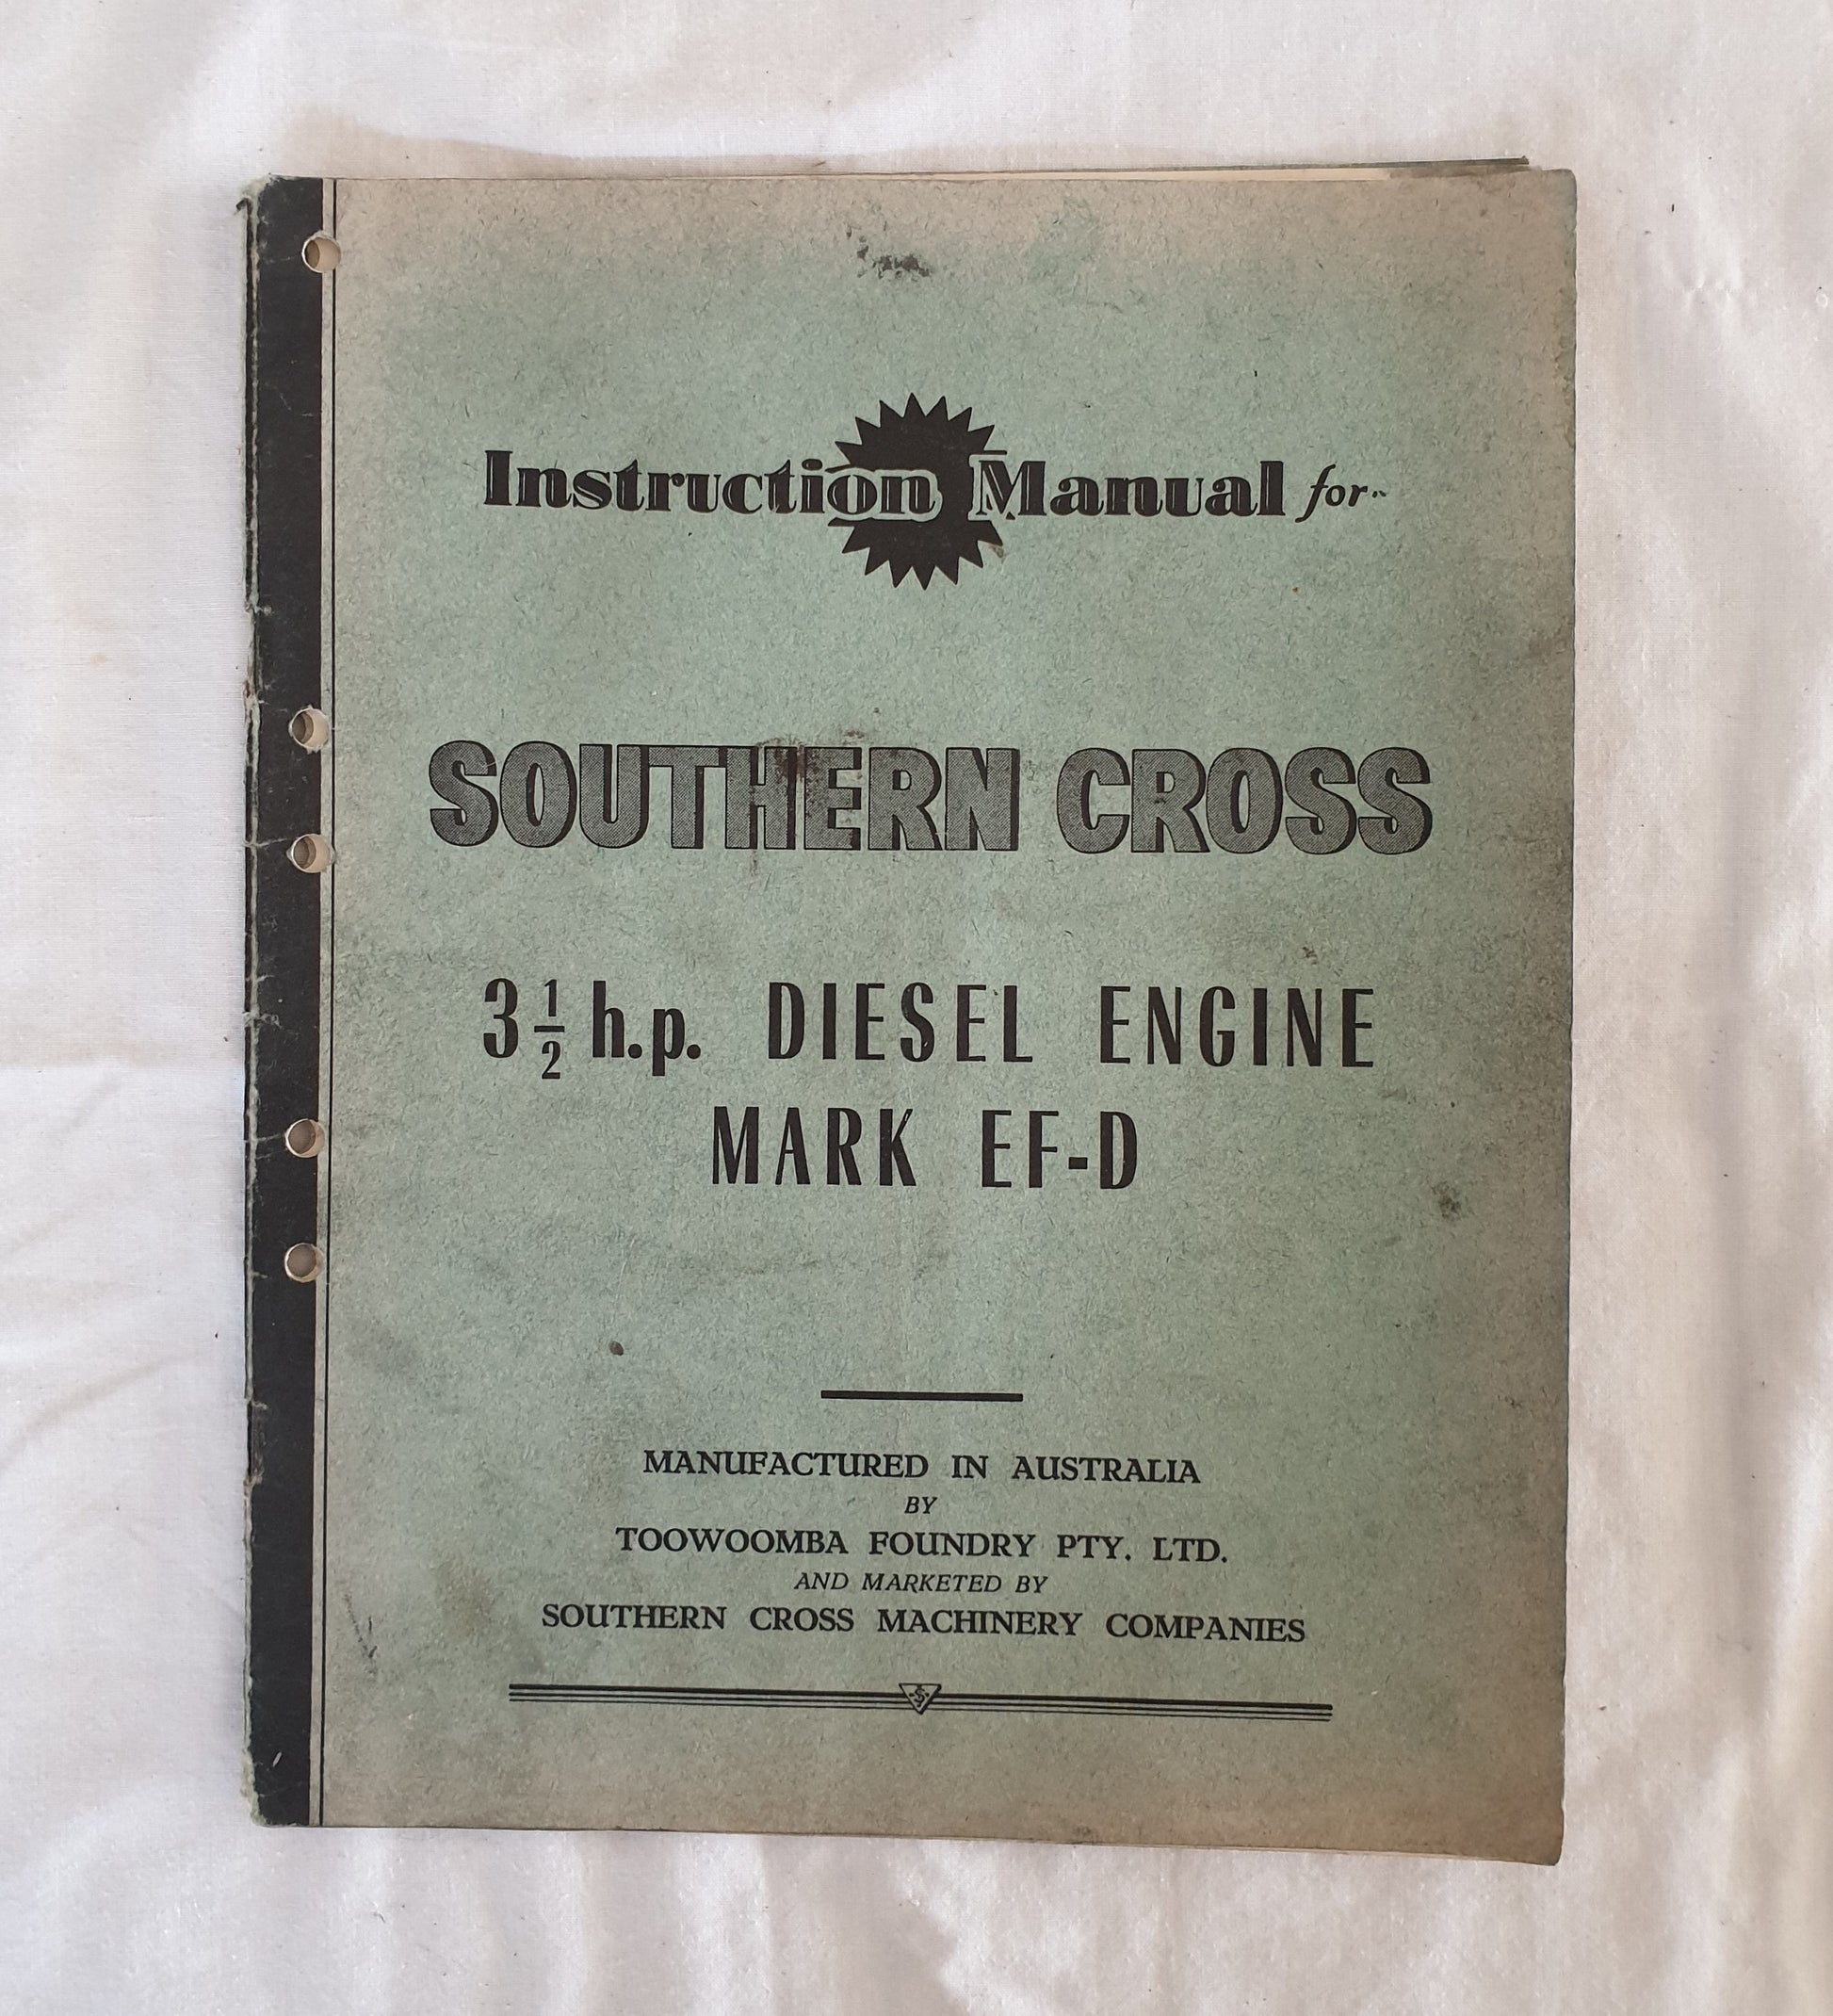 Instruction Manual for
SOUTHERN CROSS
3½ h.p. DIESEL ENGINE
MARK EF-D
MANUFACTURED IN AUSTRALIA
BY
TOOWOOMBA FOUNDRY PTY. LTD.
AND MARKETED BY
SOUTHERN CROSS MACHINERY COMPANIES